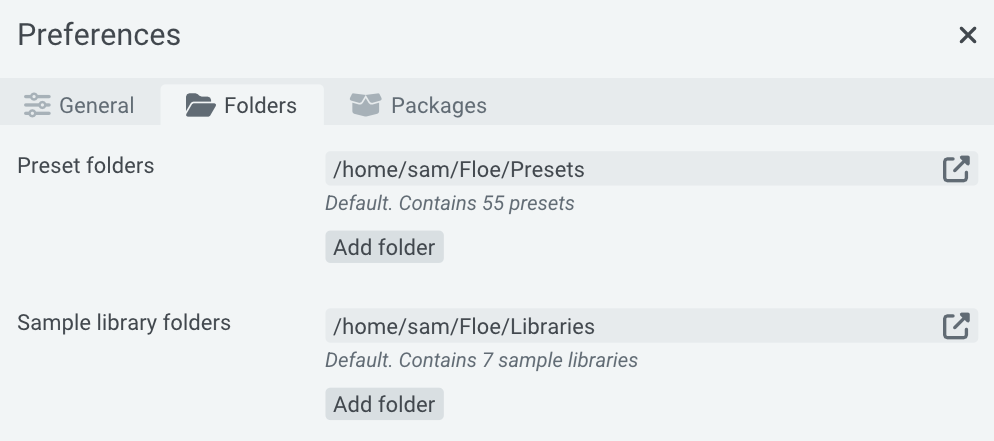 Preferences
General
Folders
Packages
Preset folders
/home/sam/Floe/Presets
Default. Contains 55 presets
Add folder
Sample library folders
/home/sam/Floe/Libraries
Default. Contains 7 sample libraries
Add folder